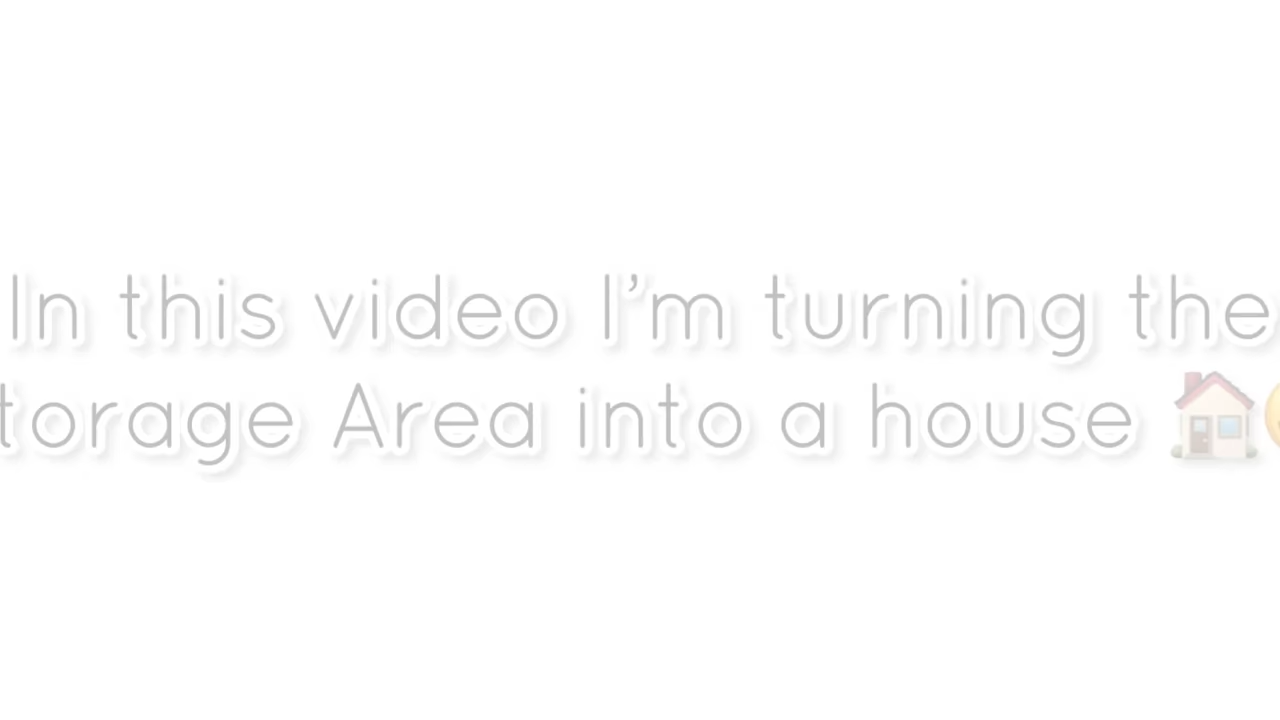 In this video I’m turning the
torage Area into a house 🏠